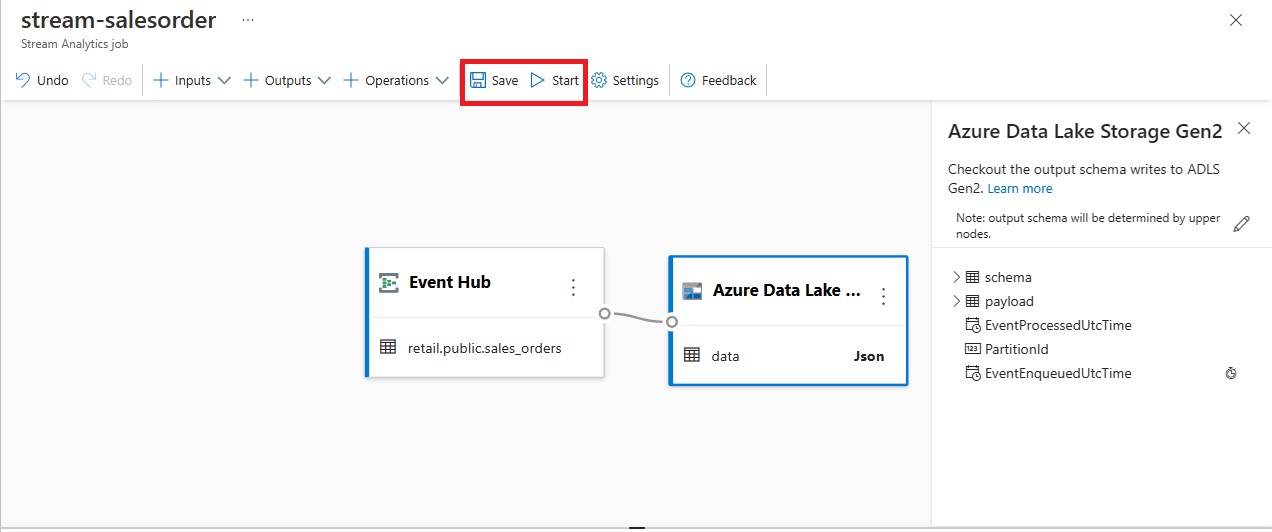 stream-salesorder ...
Stream Analytics job
Undo Redo Inputs Outputs Operations Save Start Settings Feedback
Azure Data Lake Storage Gen2
Checkout the output schema writes to ADLS
Gen2. Learn more
Note: output schema will be determined by upper
nodes.
Event Hub
retail.public.sales_orders
Azure Data Lake ...
data Json
schema
payload
EventProcessedUtcTime
123 PartitionId
EventEnqueuedUtcTime